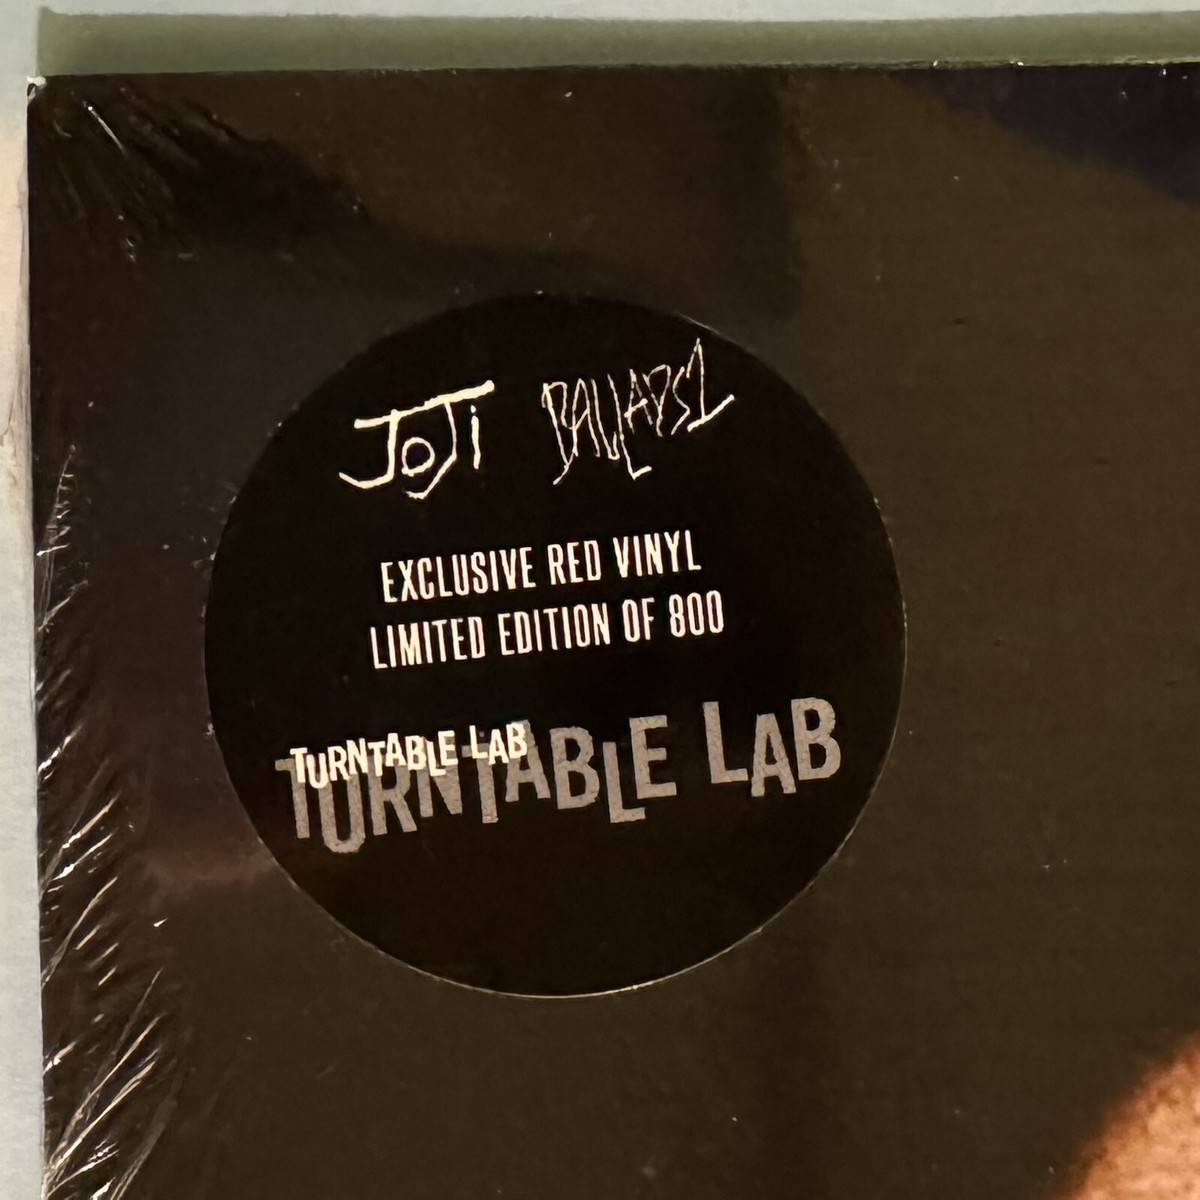 JOJI BALLADS1
EXCLUSIVE RED VINYL
LIMITED EDITION OF 800
TURNTABLE LAB
TURNTABLE LAB